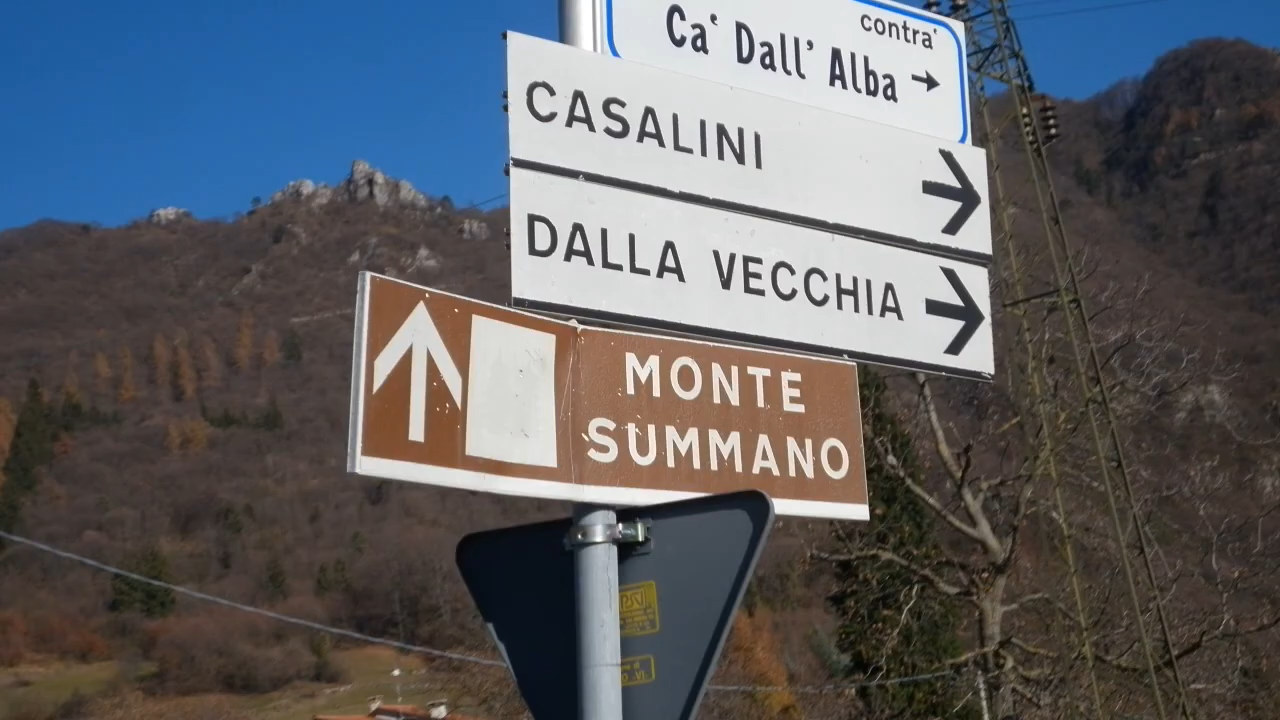 contra'
Ca' Dall' Alba
CASALINI
DALLA VECCHIA
MONTE
SUMMANO